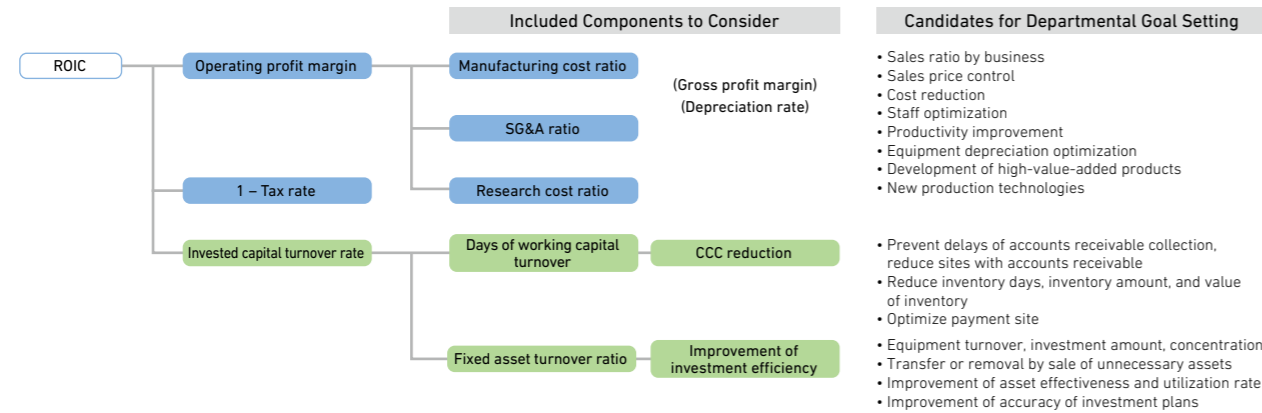 Included Components to Consider
Candidates for Departmental Goal Setting
ROIC
Operating profit margin
Manufacturing cost ratio
(Gross profit margin)
(Depreciation rate)
SG&A ratio
1 – Tax rate
Research cost ratio
• Sales ratio by business
• Sales price control
• Cost reduction
• Staff optimization
• Productivity improvement
• Equipment depreciation optimization
• Development of high-value-added products
• New production technologies
Invested capital turnover rate
Days of working capital
turnover
CCC reduction
• Prevent delays of accounts receivable collection,
reduce sites with accounts receivable
• Reduce inventory days, inventory amount, and value
of inventory
• Optimize payment site
Fixed asset turnover ratio
Improvement of
investment efficiency
• Equipment turnover, investment amount, concentration
• Transfer or removal by sale of unnecessary assets
• Improvement of asset effectiveness and utilization rate
• Improvement of accuracy of investment plans